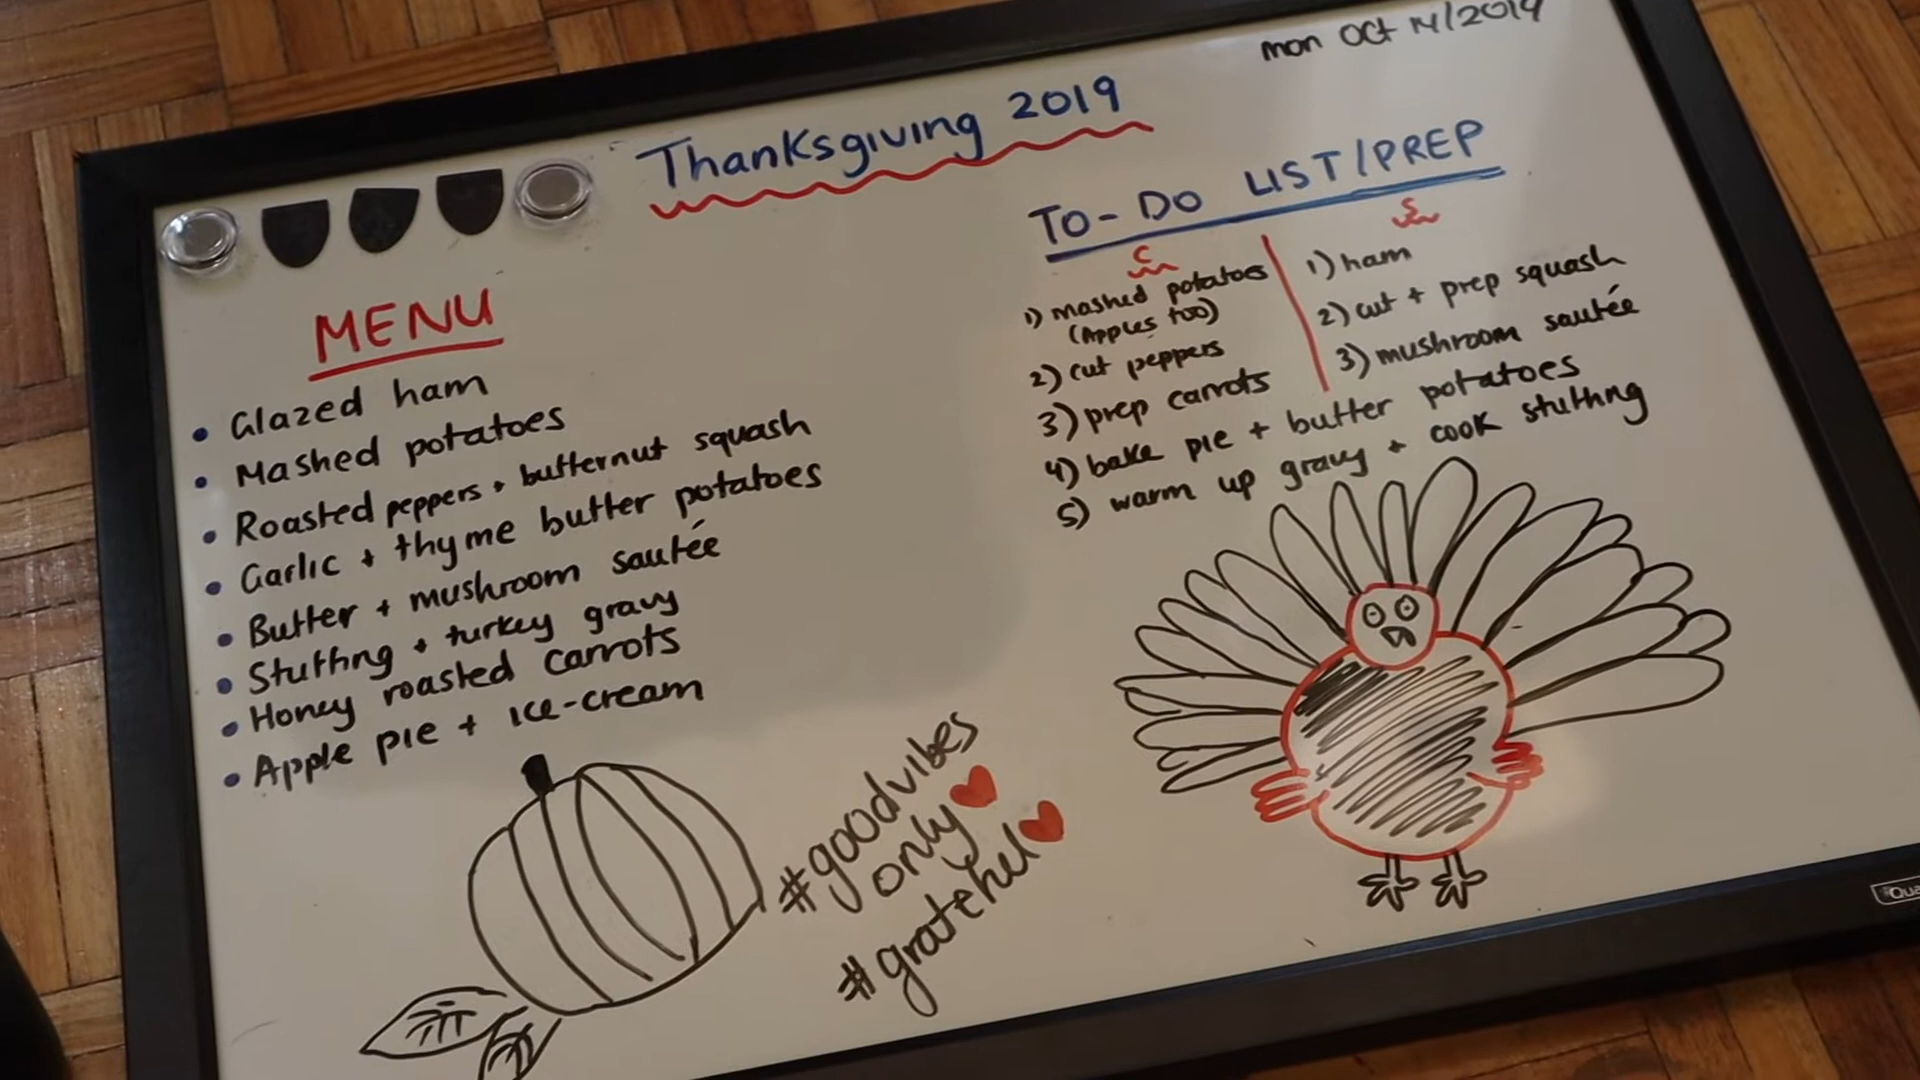 mon Oct 14/2019
Thanksgiving 2019
MENU
• Glazed ham
• Mashed potatoes
• Roasted peppers + butternut squash
• Garlic + thyme butter potatoes
• Butter + mushroom sautée
• Stuffing + turkey gravy
• Honey roasted carrots
• Apple pie + ice-cream
TO-DO LIST/PREP
C
1) mashed potatoes
(Apples too)
2) cut peppers
3) prep carrots
S
1) ham
2) cut + prep squash
3) mushroom sautée
4) bake pie + butter potatoes
5) warm up gravy + cook stuffing
#goodvibes
only
#grateful